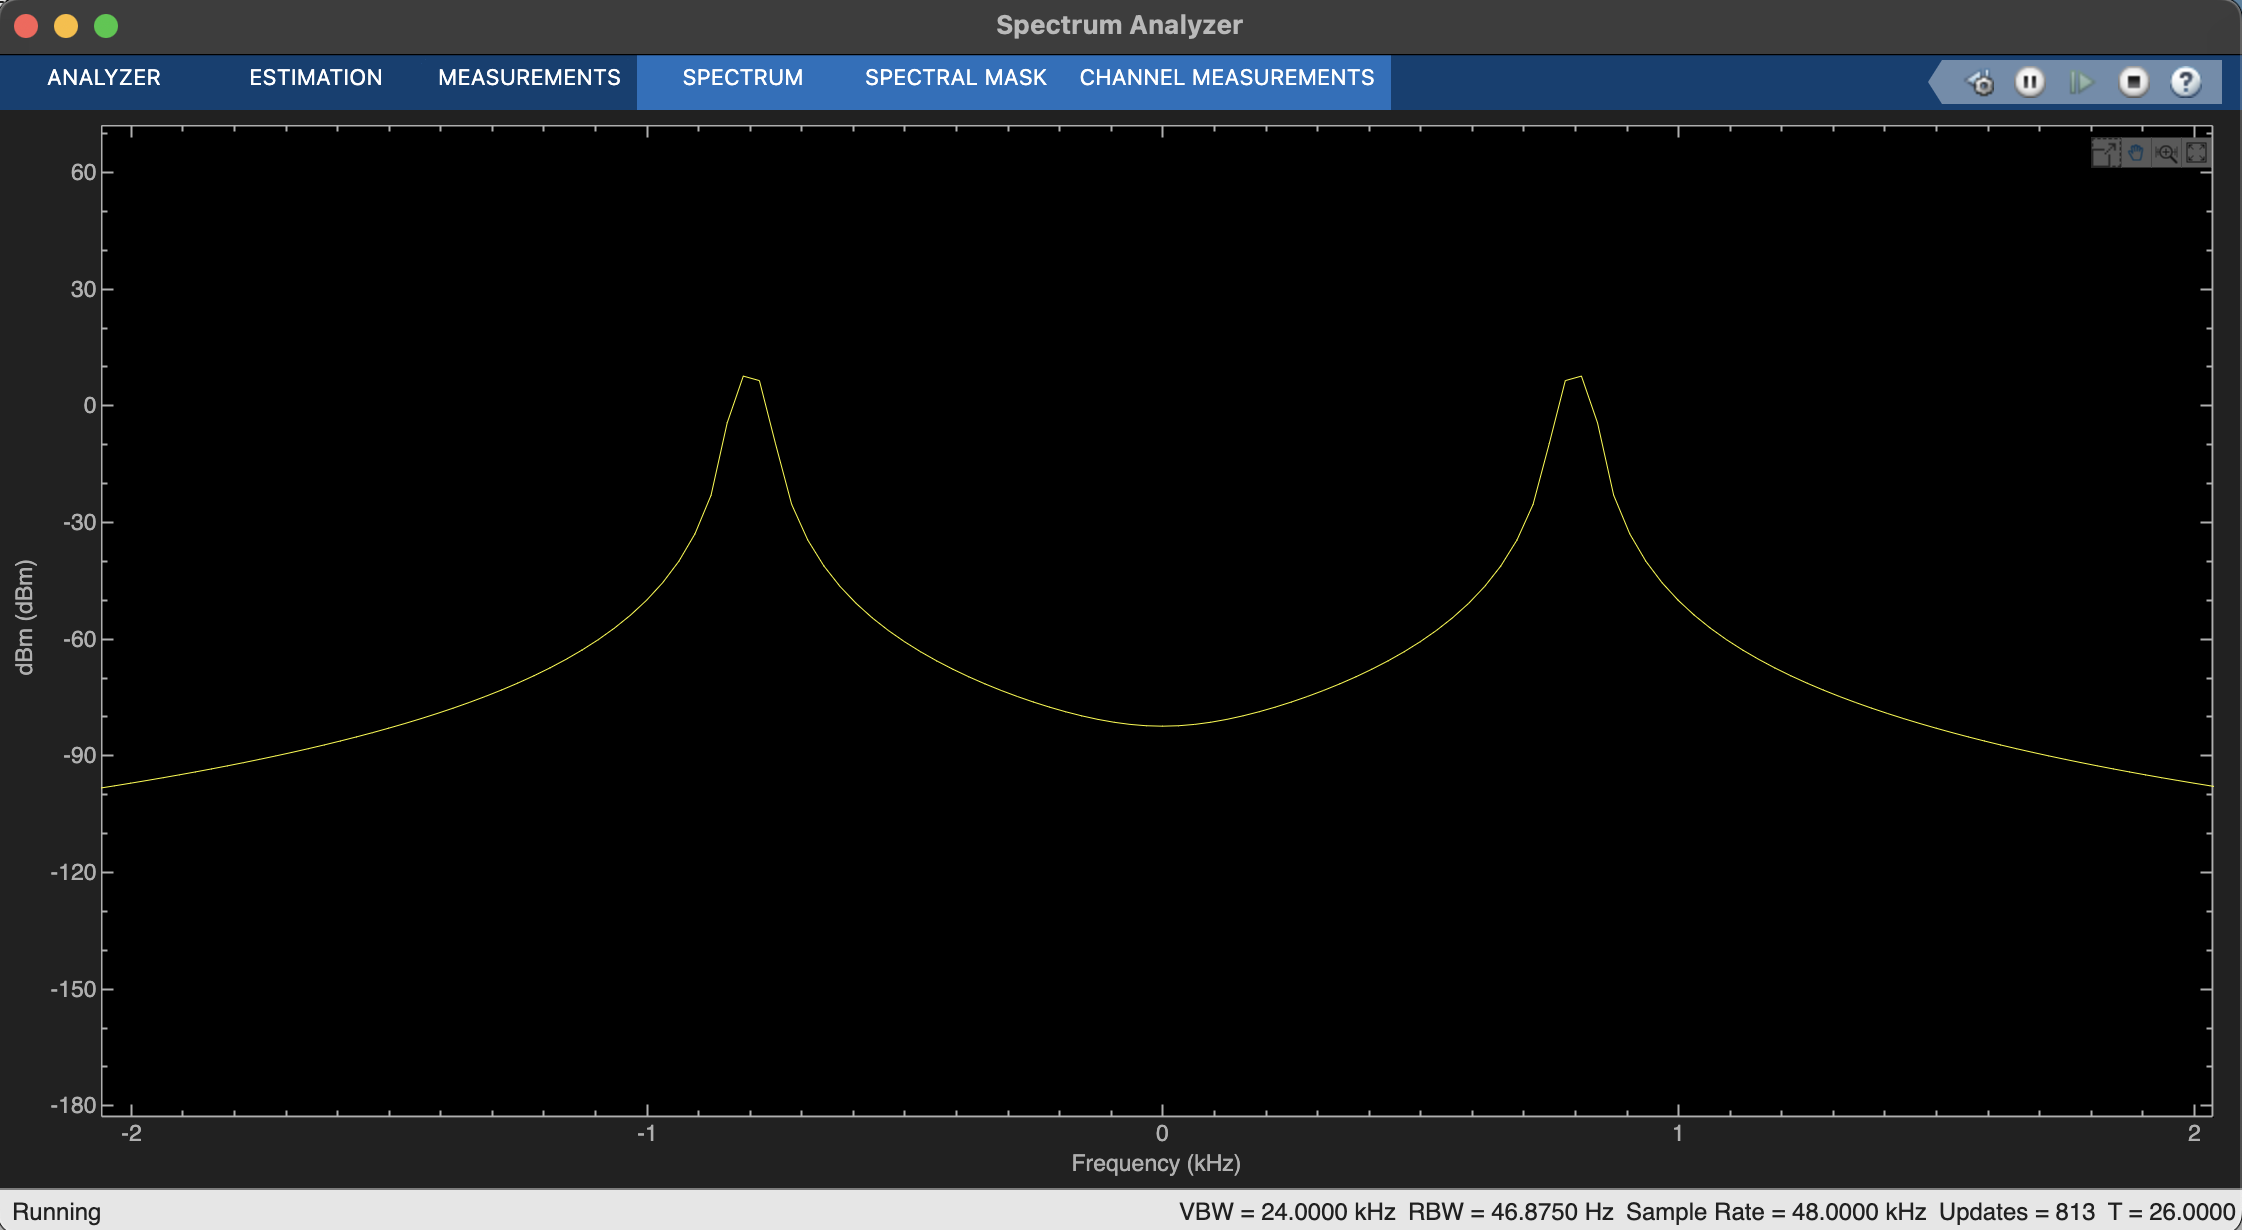 Spectrum Analyzer
ANALYZER ESTIMATION MEASUREMENTS SPECTRUM SPECTRAL MASK CHANNEL MEASUREMENTS
60
30
0
-30
-60
-90
-120
-150
-180
dBm (dBm)
-2 -1 0 1 2
Frequency (kHz)
Running VBW = 24.0000 kHz RBW = 46.8750 Hz Sample Rate = 48.0000 kHz Updates = 813 T = 26.0000